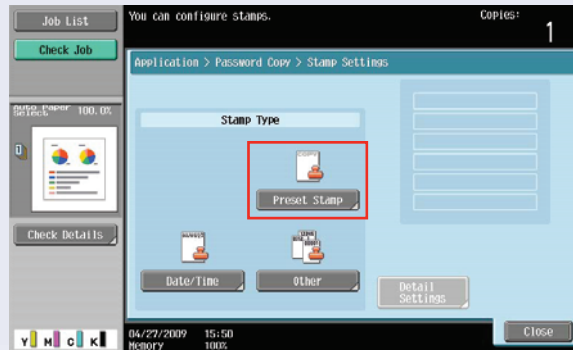 Job List
You can configure stamps.
Copies:
1
Check Job
Application > Password Copy > Stamp Settings
Auto Paper Select
100.0%
Stamp Type
1
Preset Stamp
Check Details
Date/Time
Other
Detail Settings
Close
Y M C K
04/27/2009 15:50
Memory 100%